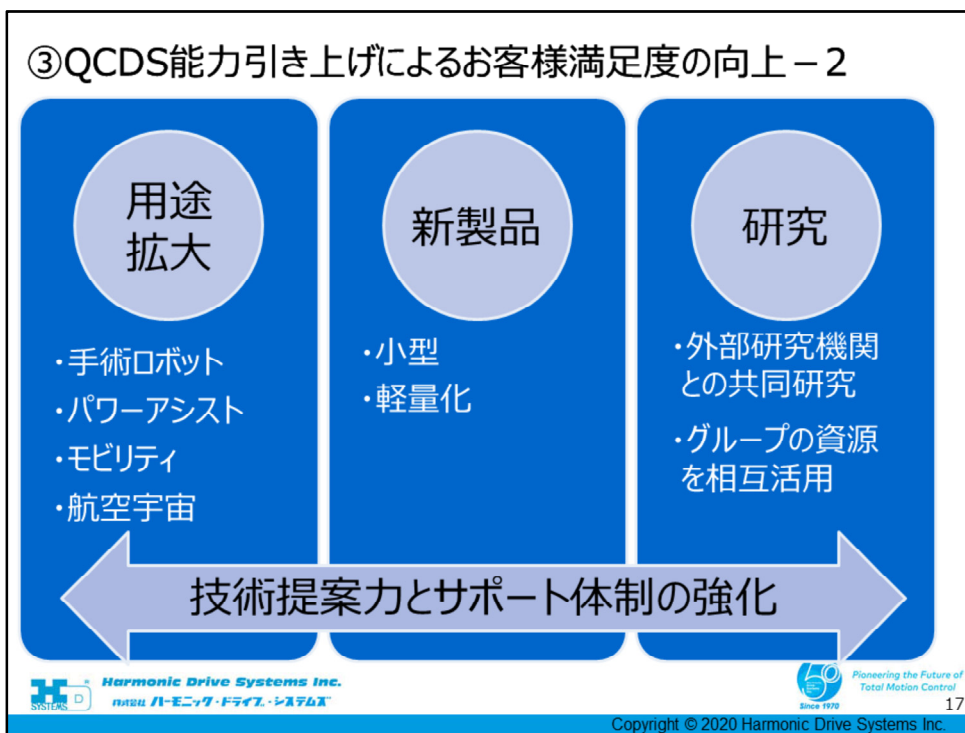 ③QCDS能力引き上げによるお客様満足度の向上－2
用途
拡大
・手術ロボット
・パワーアシスト
・モビリティ
・航空宇宙
新製品
・小型
・軽量化
研究
・外部研究機関
との共同研究
・グループの資源
を相互活用
技術提案力とサポート体制の強化
SYSTEMS
Harmonic Drive Systems Inc.
株式会社 ハーモニック・ドライブ・システムズ
50
Since 1970
Pioneering the Future of
Total Motion Control
17
Copyright © 2020 Harmonic Drive Systems Inc.